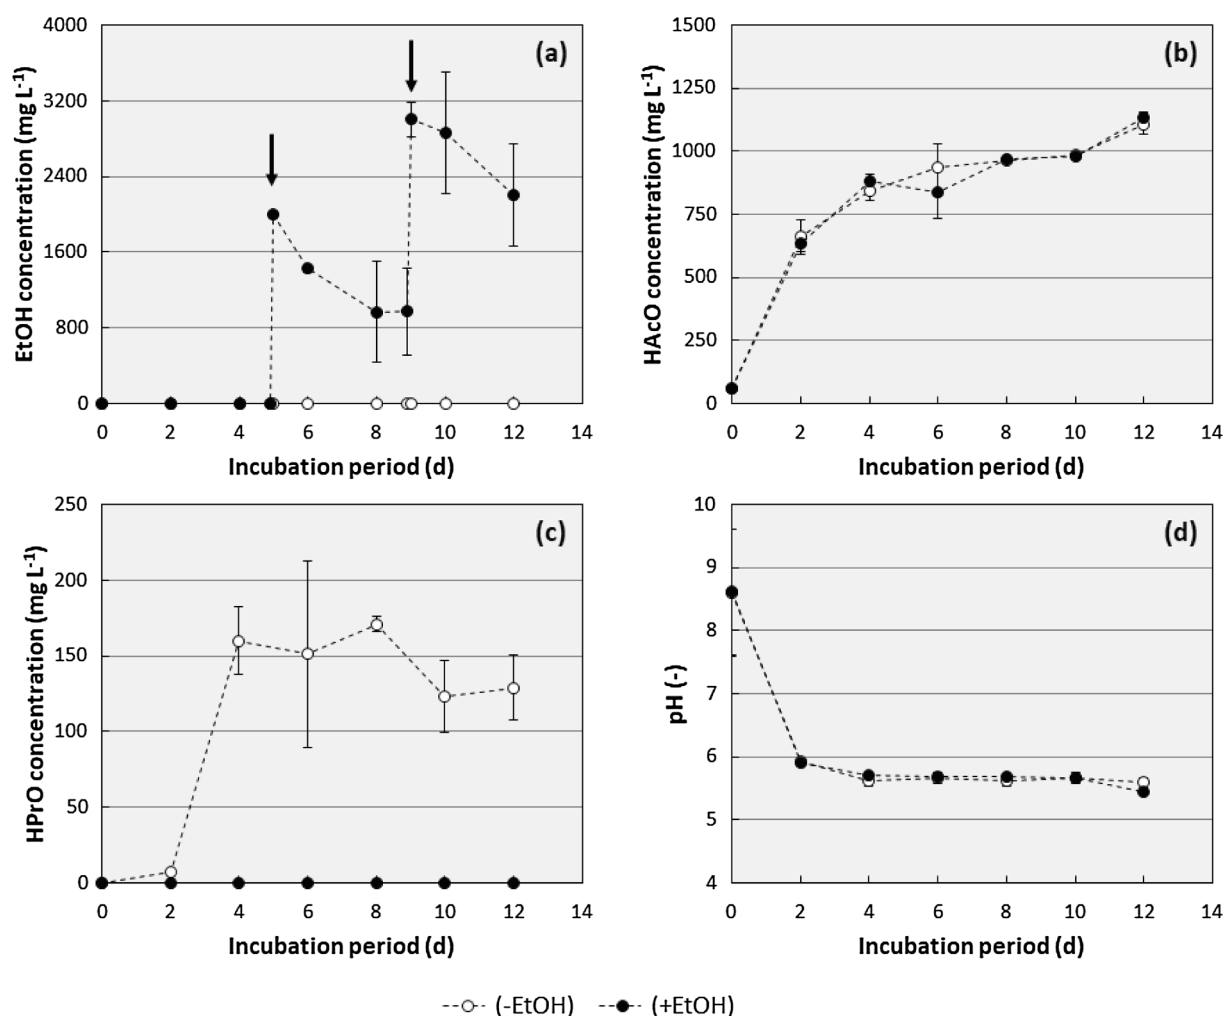 4000
3200
2400
1600
800
0
EtOH concentration (mg L-1)
(a)
0 2 4 6 8 10 12 14
Incubation period (d)
1500
1250
1000
750
500
250
0
HAcO concentration (mg L-1)
(b)
0 2 4 6 8 10 12 14
Incubation period (d)
250
200
150
100
50
0
HPrO concentration (mg L-1)
(c)
0 2 4 6 8 10 12 14
Incubation period (d)
10
9
8
7
6
5
4
pH (-)
(d)
0 2 4 6 8 10 12 14
Incubation period (d)
(-EtOH) (+EtOH)